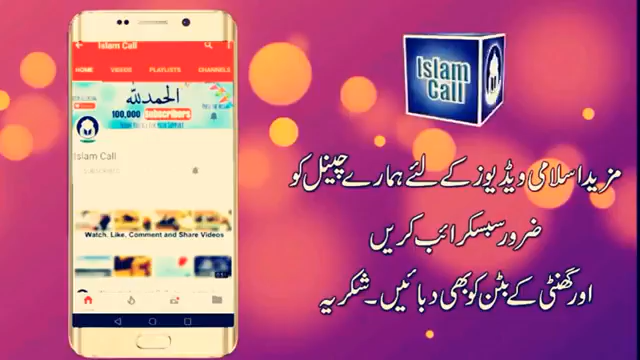 Islam Call
HOME VIDEOS PLAYLISTS CHANNELS
الحمدللہ
100,000 Subscribers
Islam Call
Watch, Like, Comment and Share Videos
Islam
Call
مزید اسلامی ویڈیوز کے لئے ہمارے چینل کو
ضرور سبسکرائب کریں
اور گھنٹی کے بٹن کو بھی دبائیں۔ شکریہ